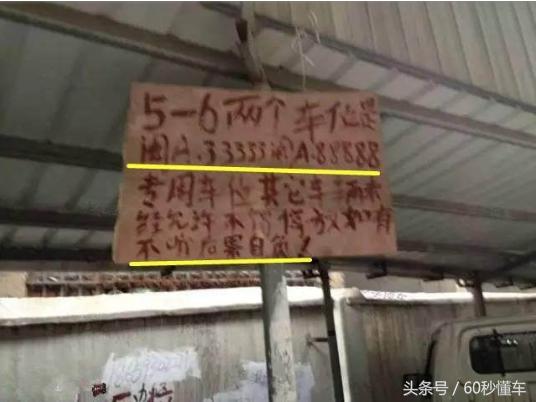 5-6两个车位是
闽A.33333闽A.88888
专用车位其它车辆未
经允许不得停放如有
不听后果自负!
头条号 / 60秒懂车